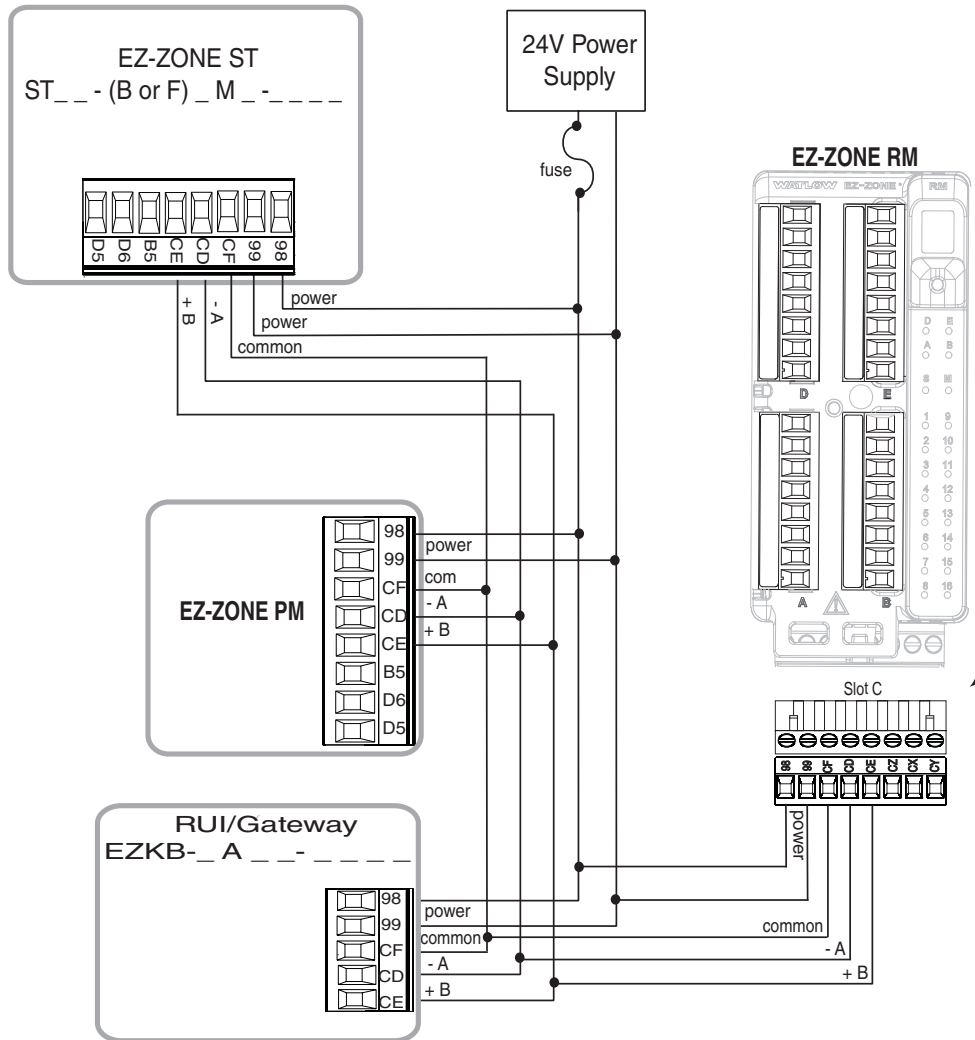 EZ-ZONE ST
ST_ _ - (B or F) _ M _ -_ _ _ _
D5
D6
B5
CE
CD
CF
99
98
+ B
- A
power
power
common
24V Power
Supply
fuse
EZ-ZONE RM
WATLOW EZ-ZONE®
RM
D
E
A
B
S
M
1
9
2
10
3
11
4
12
5
13
6
14
7
15
8
16
D
E
A
B
EZ-ZONE PM
98
99
CF
CD
CE
B5
D6
D5
power
com
- A
+ B
Slot C
98
99
CF
CD
CE
CZ
CX
CY
power
common
- A
+ B
RUI/Gateway
EZKB-_ A _ _- _ _ _ _
98
99
CF
CD
CE
power
common
- A
+ B